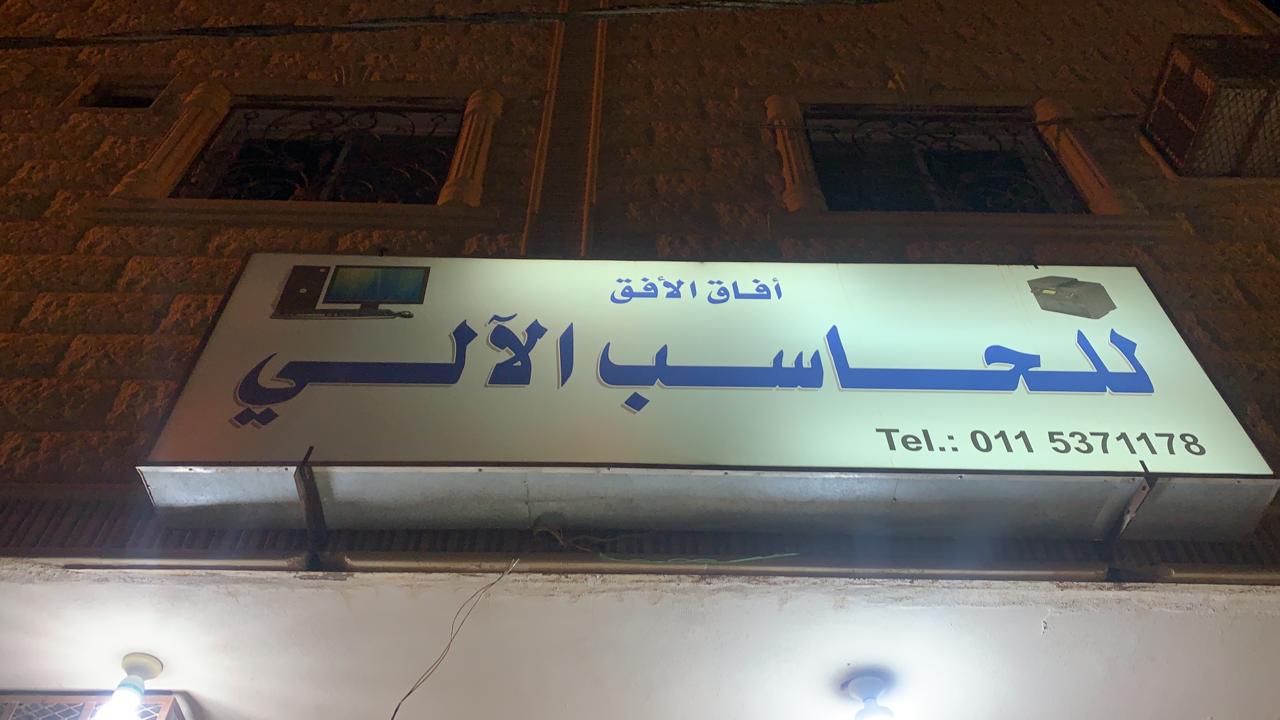 أفاق الأفق
للحاسب الآلي
Tel.: 011 5371178